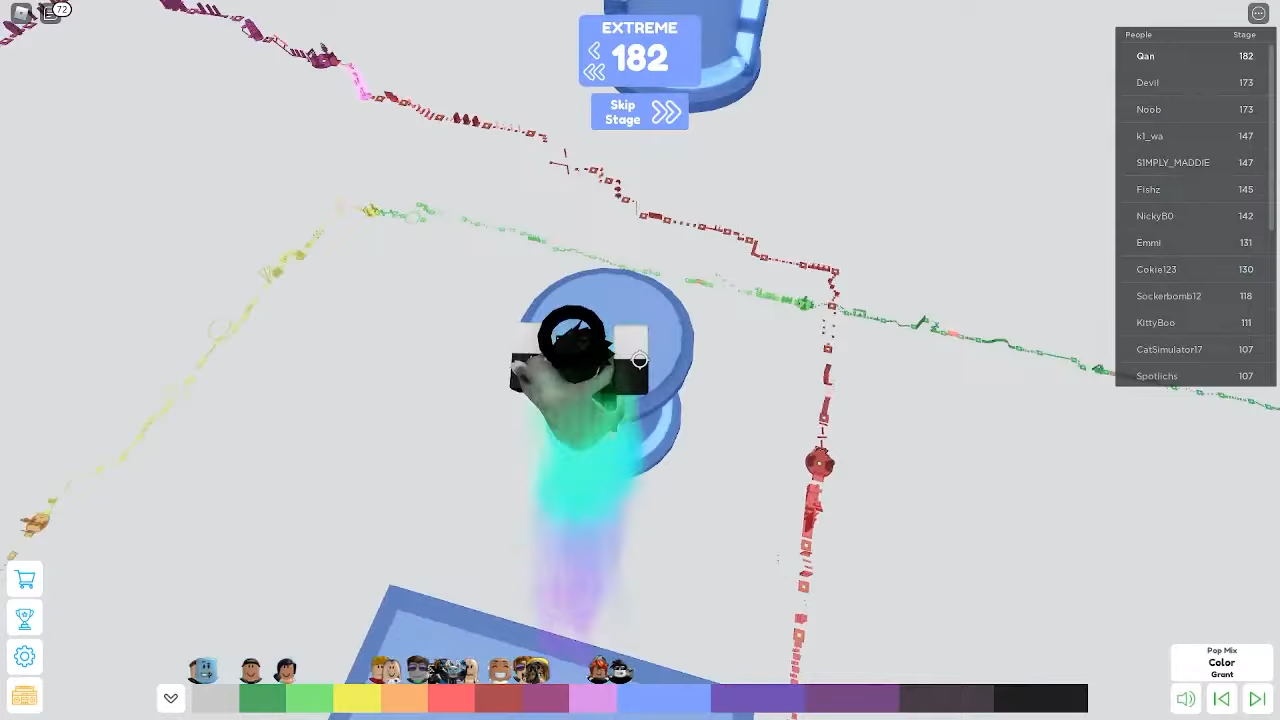 72
EXTREME
182
Skip
Stage
People Stage
Qan 182
Devil 173
Noob 173
k1_wa 147
S1MPLY_MADDIE 147
Fishz 145
NickyB0 142
Emmi 131
Cokie123 130
Sockerbomb12 118
KittyBoo 111
CatSimulator17 107
Spotlichs 107
Pop Mix
Color
Grant